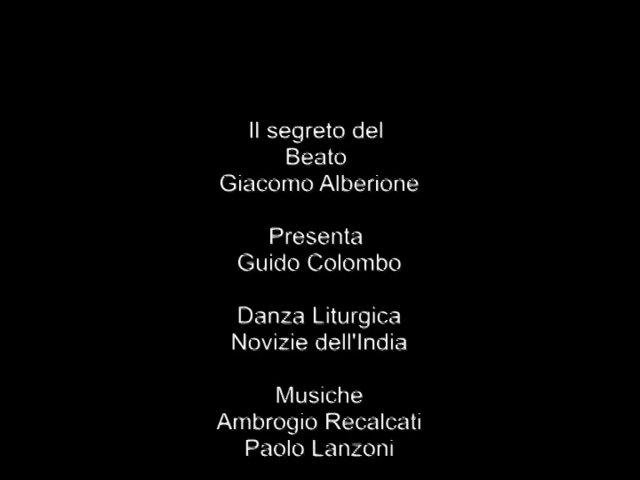 Il segreto del
Beato
Giacomo Alberione
Presenta
Guido Colombo
Danza Liturgica
Novizie dell'India
Musiche
Ambrogio Recalcati
Paolo Lanzoni